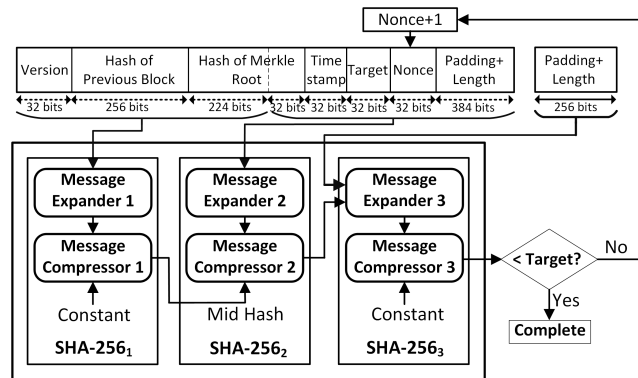 Nonce+1
Version
Hash of
Previous Block
Hash of Merkle
Root
Time
stamp
Target
Nonce
Padding+
Length
Padding+
Length
32 bits
256 bits
224 bits
32 bits
32 bits
32 bits
32 bits
384 bits
256 bits
Message
Expander 1
Message
Expander 2
Message
Expander 3
Message
Compressor 1
Message
Compressor 2
Message
Compressor 3
< Target?
No
Yes
Complete
Constant
Mid Hash
Constant
SHA-256₁
SHA-256₂
SHA-256₃